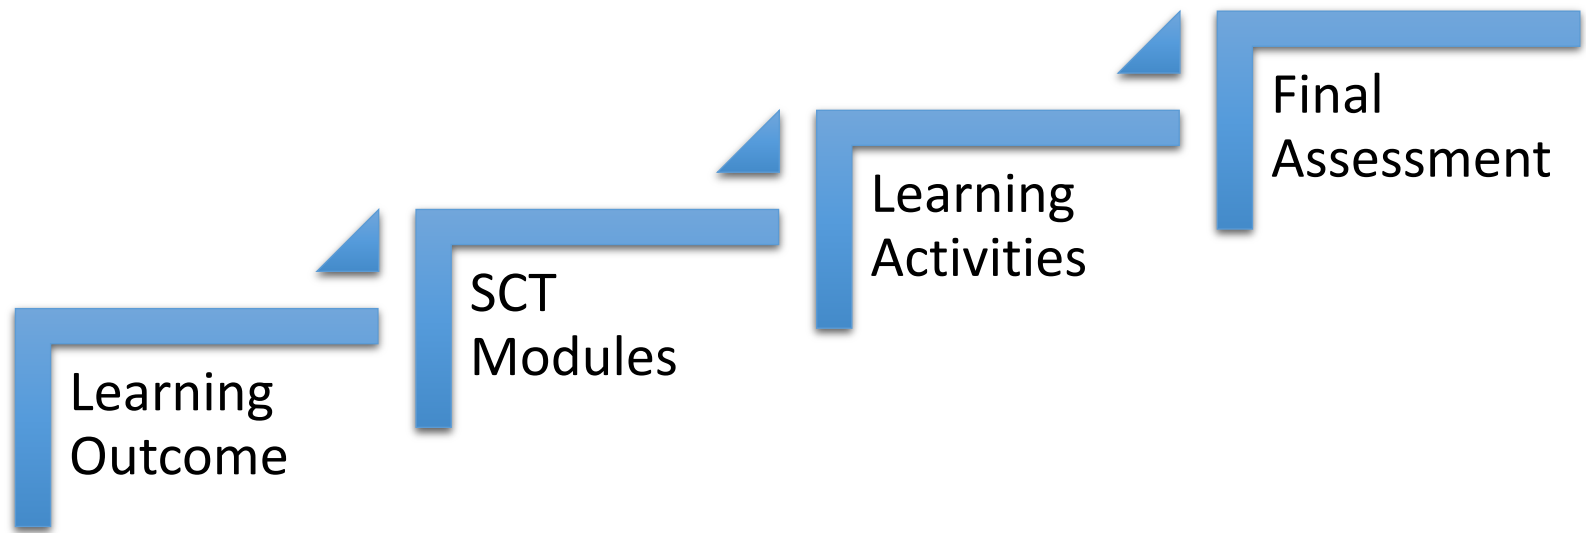 Learning
Outcome
SCT
Modules
Learning
Activities
Final
Assessment